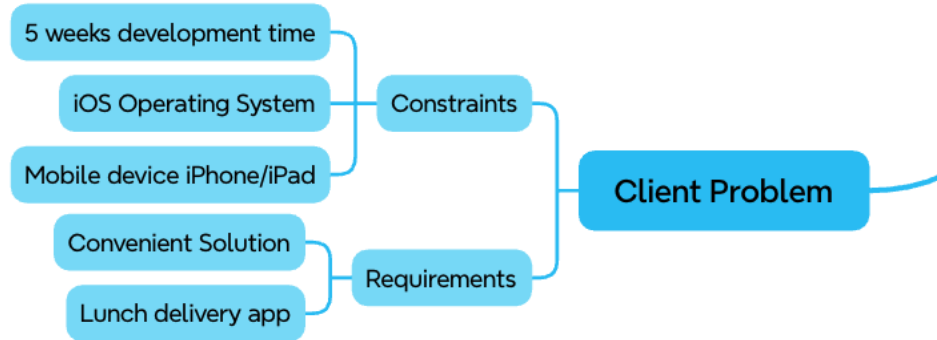 5 weeks development time
iOS Operating System
Constraints
Mobile device iPhone/iPad
Client Problem
Convenient Solution
Requirements
Lunch delivery app